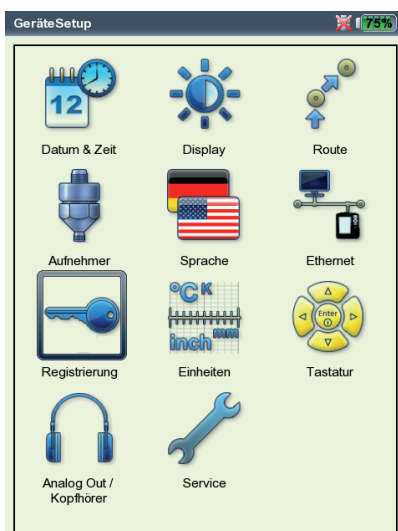 GeräteSetup 75%
12
Datum & Zeit Display Route
Aufnehmer Sprache Ethernet
°C K
inch mm
Enter
Registrierung Einheiten Tastatur
Analog Out / Service
Kopfhörer